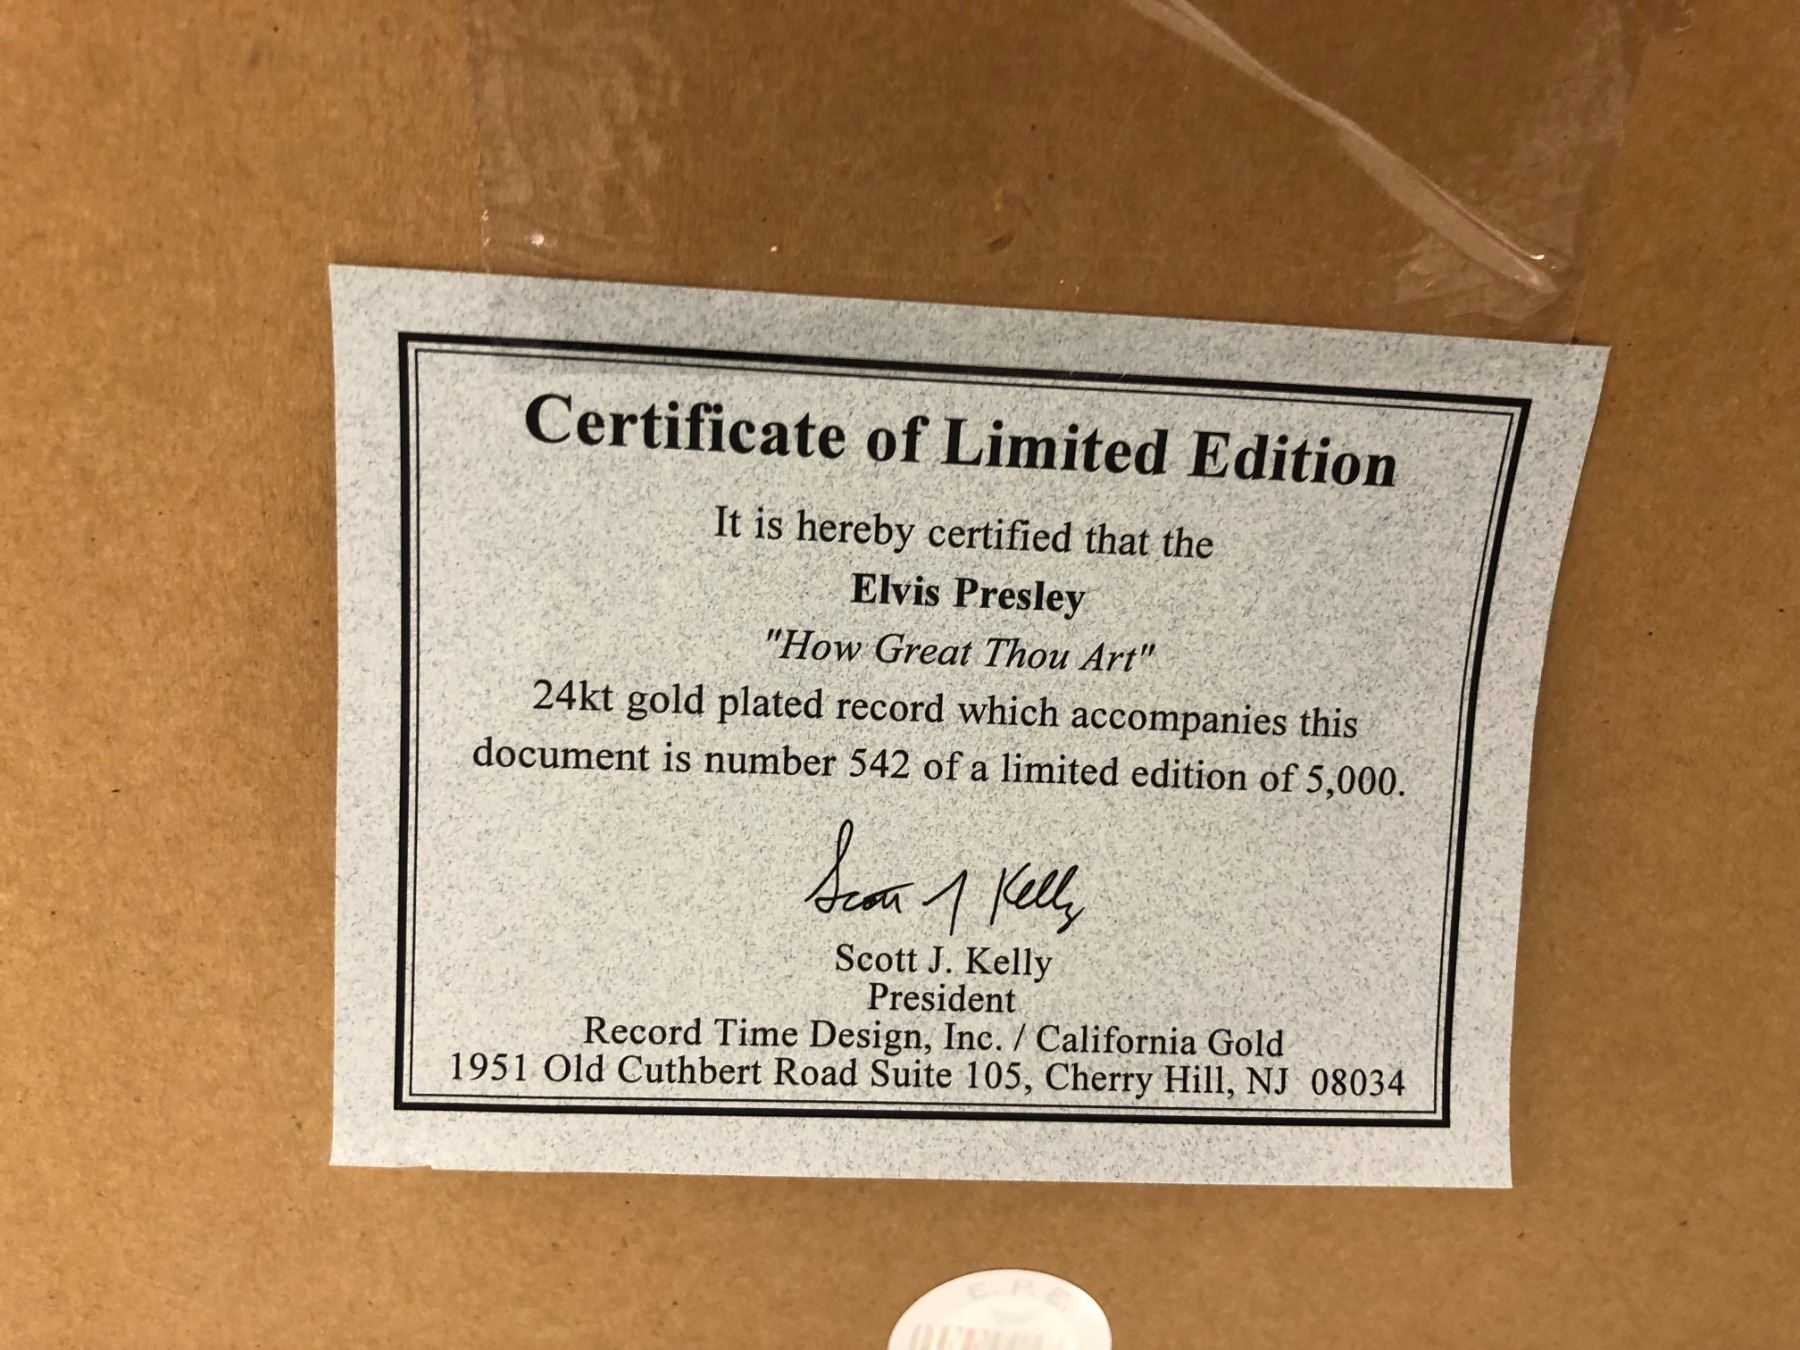 Certificate of Limited Edition
It is hereby certified that the
Elvis Presley
"How Great Thou Art"
24kt gold plated record which accompanies this
document is number 542 of a limited edition of 5,000.
Scott J Kelly
Scott J. Kelly
President
Record Time Design, Inc. / California Gold
1951 Old Cuthbert Road Suite 105, Cherry Hill, NJ 08034
E.P.E.